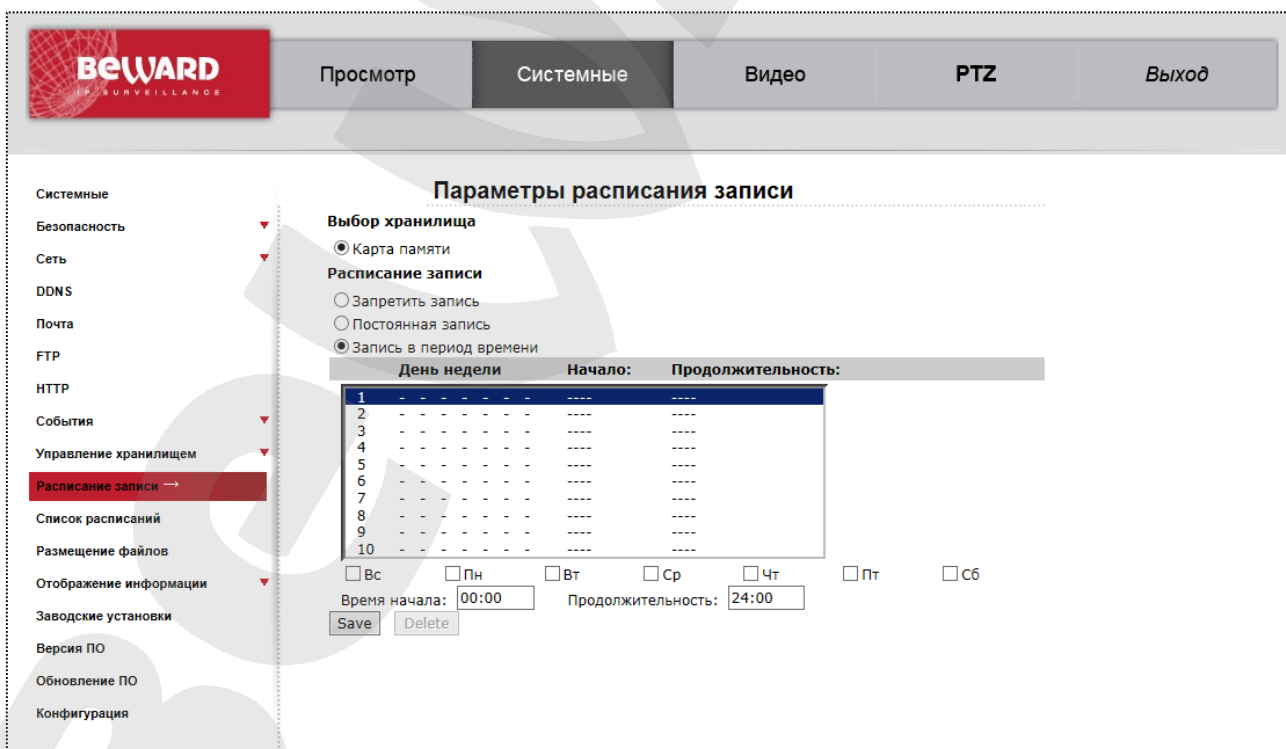 BEWARD
IP SURVEILLANCE
Просмотр Системные Видео PTZ Выход
Системные
Безопасность
Сеть
DDNS
Почта
FTP
HTTP
События
Управление хранилищем
Расписание записи →
Список расписаний
Размещение файлов
Отображение информации
Заводские установки
Версия ПО
Обновление ПО
Конфигурация
Параметры расписания записи
Выбор хранилища
Карта памяти
Расписание записи
Запретить запись
Постоянная запись
Запись в период времени
День недели Начало: Продолжительность:
1 - - - - - - - ---- ----
2 - - - - - - - ---- ----
3 - - - - - - - ---- ----
4 - - - - - - - ---- ----
5 - - - - - - - ---- ----
6 - - - - - - - ---- ----
7 - - - - - - - ---- ----
8 - - - - - - - ---- ----
9 - - - - - - - ---- ----
10 - - - - - - - ---- ----
Вс Пн Вт Ср Чт Пт Сб
Время начала: 00:00 Продолжительность: 24:00
Save Delete